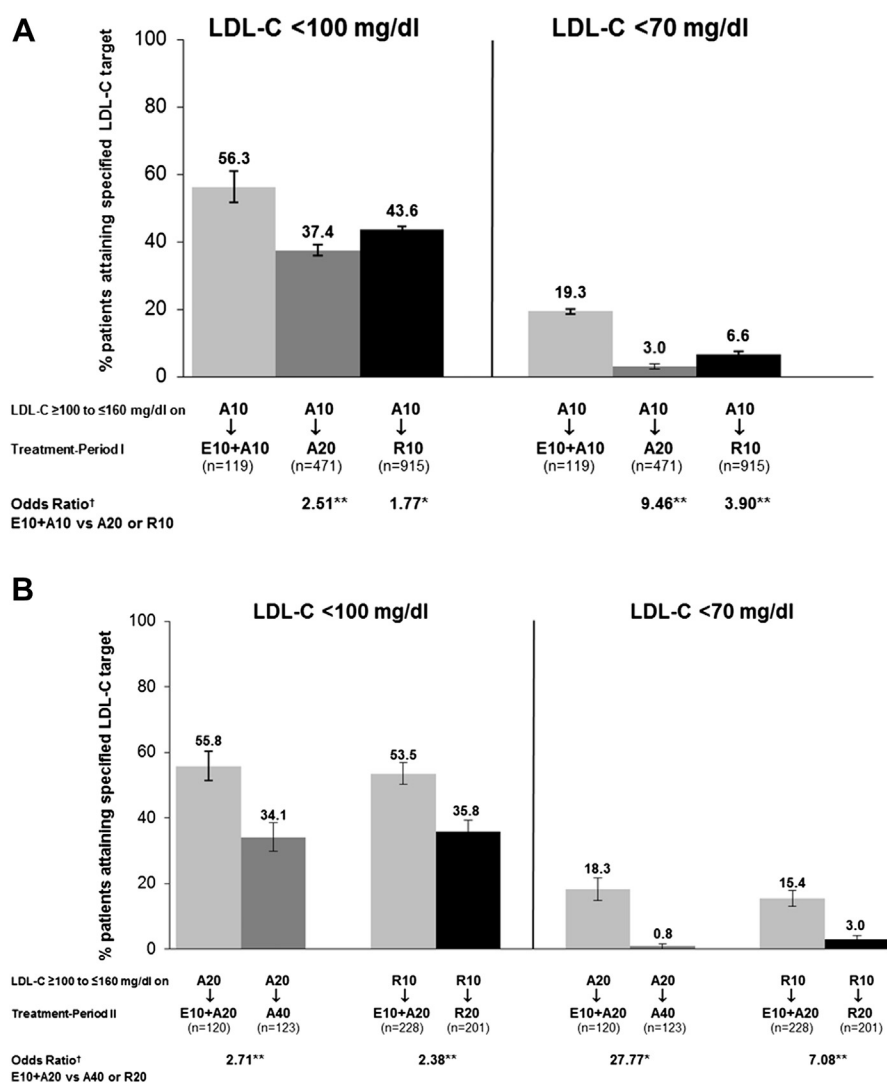 A
LDL-C <100 mg/dl
LDL-C <70 mg/dl
% patients attaining specified LDL-C target
100
80
60
40
20
0
56.3
37.4
43.6
19.3
3.0
6.6
LDL-C ≥100 to ≤160 mg/dl on A10 A10 A10 A10 A10 A10
↓ ↓ ↓ ↓ ↓ ↓
Treatment-Period I E10+A10 A20 R10 E10+A10 A20 R10
(n=119) (n=471) (n=915) (n=119) (n=471) (n=915)
Odds Ratio† 2.51** 1.77* 9.46** 3.90**
E10+A10 vs A20 or R10
B
LDL-C <100 mg/dl
LDL-C <70 mg/dl
% patients attaining specified LDL-C target
100
80
60
40
20
0
55.8
34.1
53.5
35.8
18.3
0.8
15.4
3.0
LDL-C ≥100 to ≤160 mg/dl on A20 A20 R10 R10 A20 A20 R10 R10
↓ ↓ ↓ ↓ ↓ ↓ ↓ ↓
Treatment-Period II E10+A20 A40 E10+A20 R20 E10+A20 A40 E10+A20 R20
(n=120) (n=123) (n=228) (n=201) (n=120) (n=123) (n=228) (n=201)
Odds Ratio† 2.71** 2.38** 27.77* 7.08**
E10+A20 vs A40 or R20